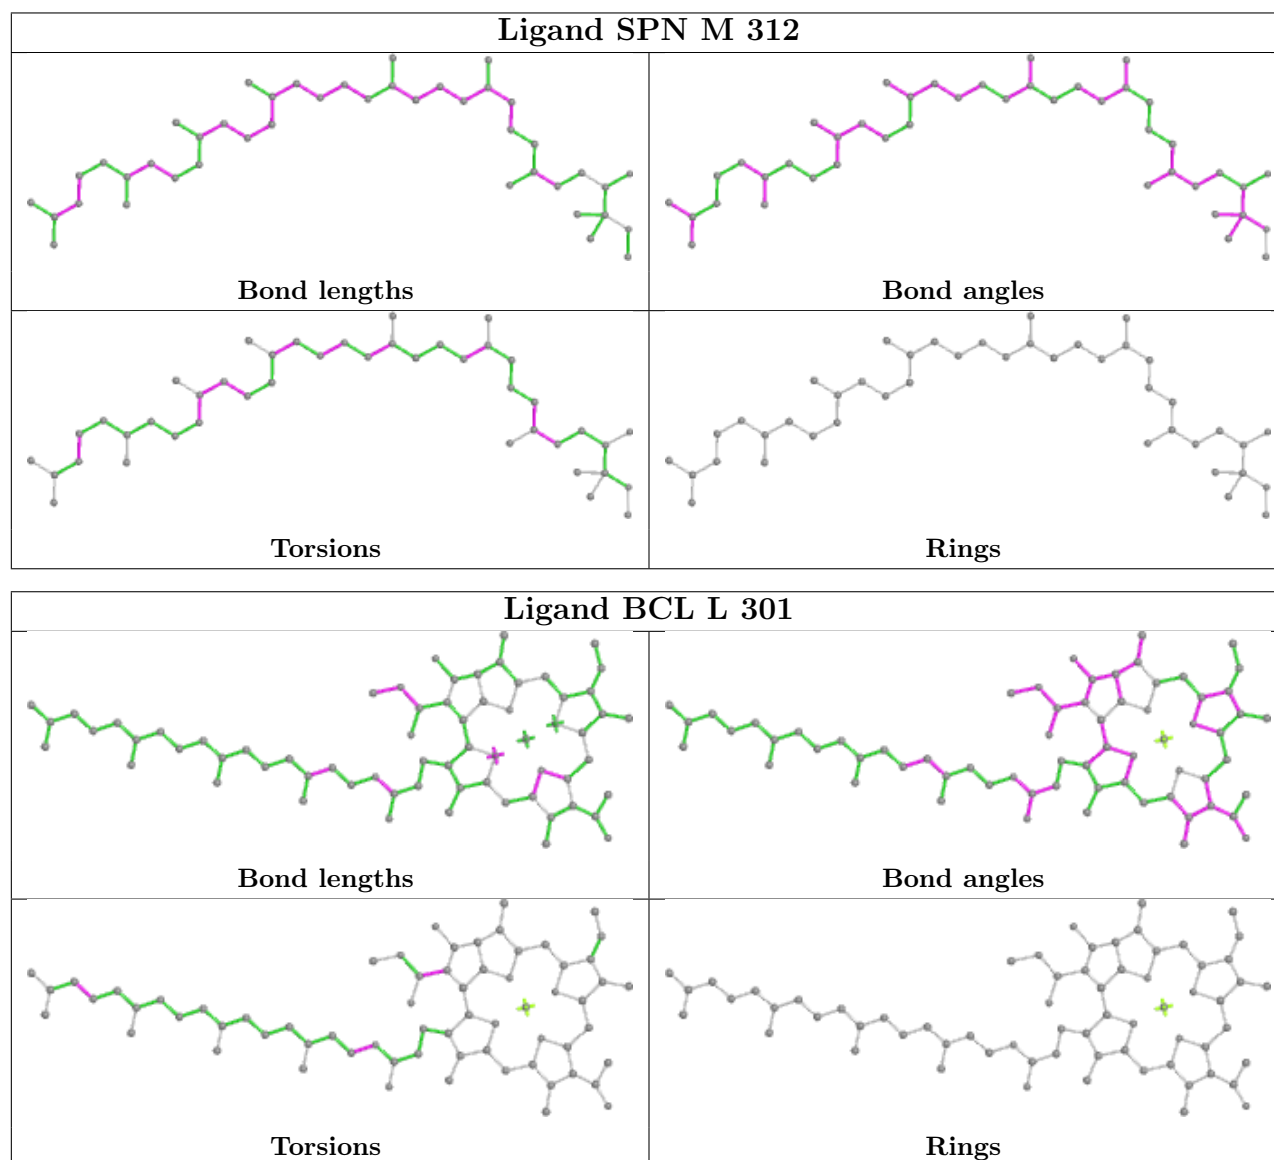 Ligand SPN M 312
Bond lengths
Bond angles
Torsions
Rings
Ligand BCL L 301
Bond lengths
Bond angles
Torsions
Rings